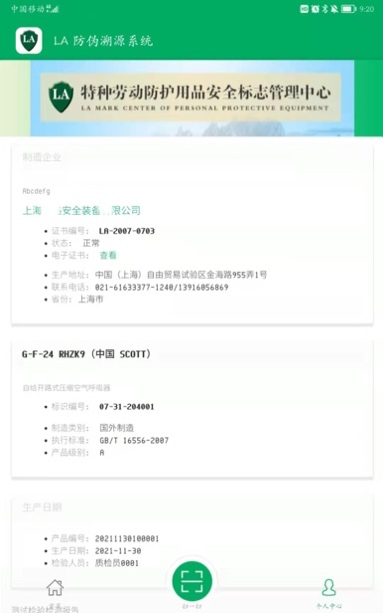 中国移动
9:20
LA 防伪溯源系统
LA 特种劳动防护用品安全标志管理中心
LA MARK CENTER OF PERSONAL PROTECTIVE EQUIPMENT
制造企业
Abcdefg
上海 安全装备 限公司
证书编号： LA-2007-0703
状态： 正常
电子证书： 查看
生产地址： 中国（上海）自由贸易试验区金海路955弄1号
联系电话： 021-61633377-1240/13916056869
省份： 上海市
G-F-24 RHZK9（中国 SCOTT）
自给开路式压缩空气呼吸器
标识编号： 07-31-204001
制造类别： 国外制造
执行标准： GB/T 16556-2007
产品级别： A
生产日期
产品编号： 20211130100001
生产日期： 2021-11-30
检验人员： 质检员0001
扫一扫
个人中心